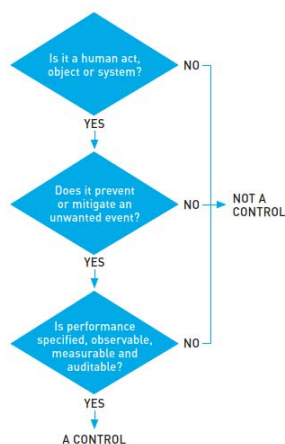 Is it a human act,
object or system?
NO
YES
Does it prevent
or mitigate an
unwanted event?
NO
NOT A
CONTROL
YES
Is performance
specified, observable,
measurable and
auditable?
NO
YES
A CONTROL